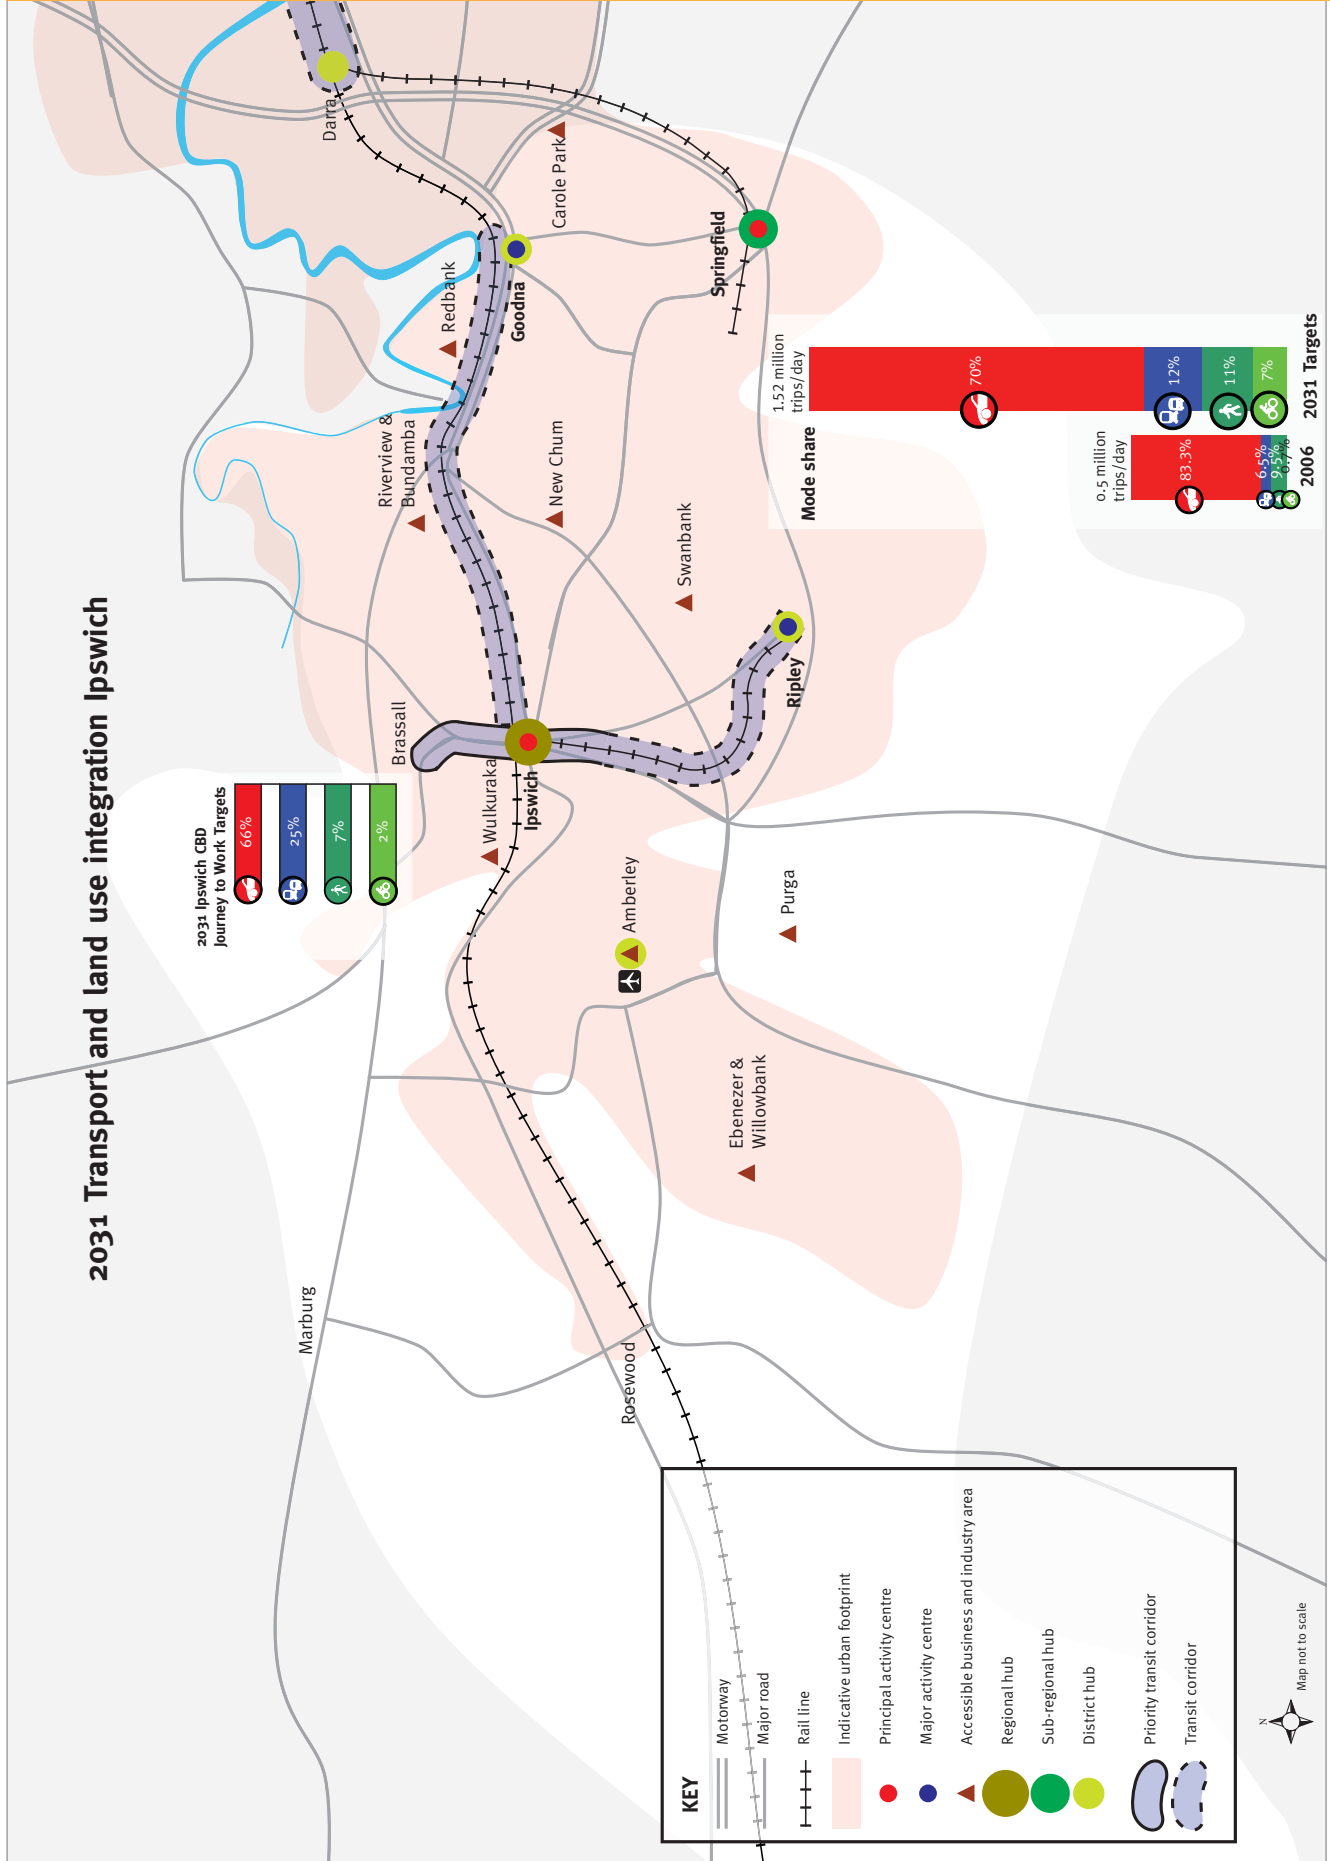 2031 Transport and land use integration Ipswich
2031 Ipswich CBD
Journey to Work Targets
66%
25%
7%
2%
Marburg
Rosewood
Ebenezer &
Willowbank
Amberley
Purga
Wulkuraka
Ipswich
Brassall
Ripley
Swanbank
New Chum
Riverview &
Bundamba
Redbank
Goodna
Springfield
Carole Park
Darra
Mode share
0.5 million
trips/day
83.3%
6.5%
9.5%
0.7%
2006
1.52 million
trips/day
70%
12%
11%
7%
2031 Targets
KEY
Motorway
Major road
Rail line
Indicative urban footprint
Principal activity centre
Major activity centre
Accessible business and industry area
Regional hub
Sub-regional hub
District hub
Priority transit corridor
Transit corridor
N
Map not to scale